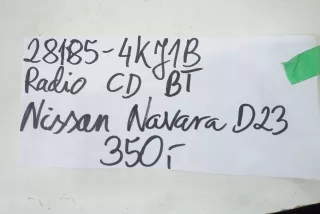 28185-4KJ1B
Radio CD BT
Nissan Navara D23
350,-